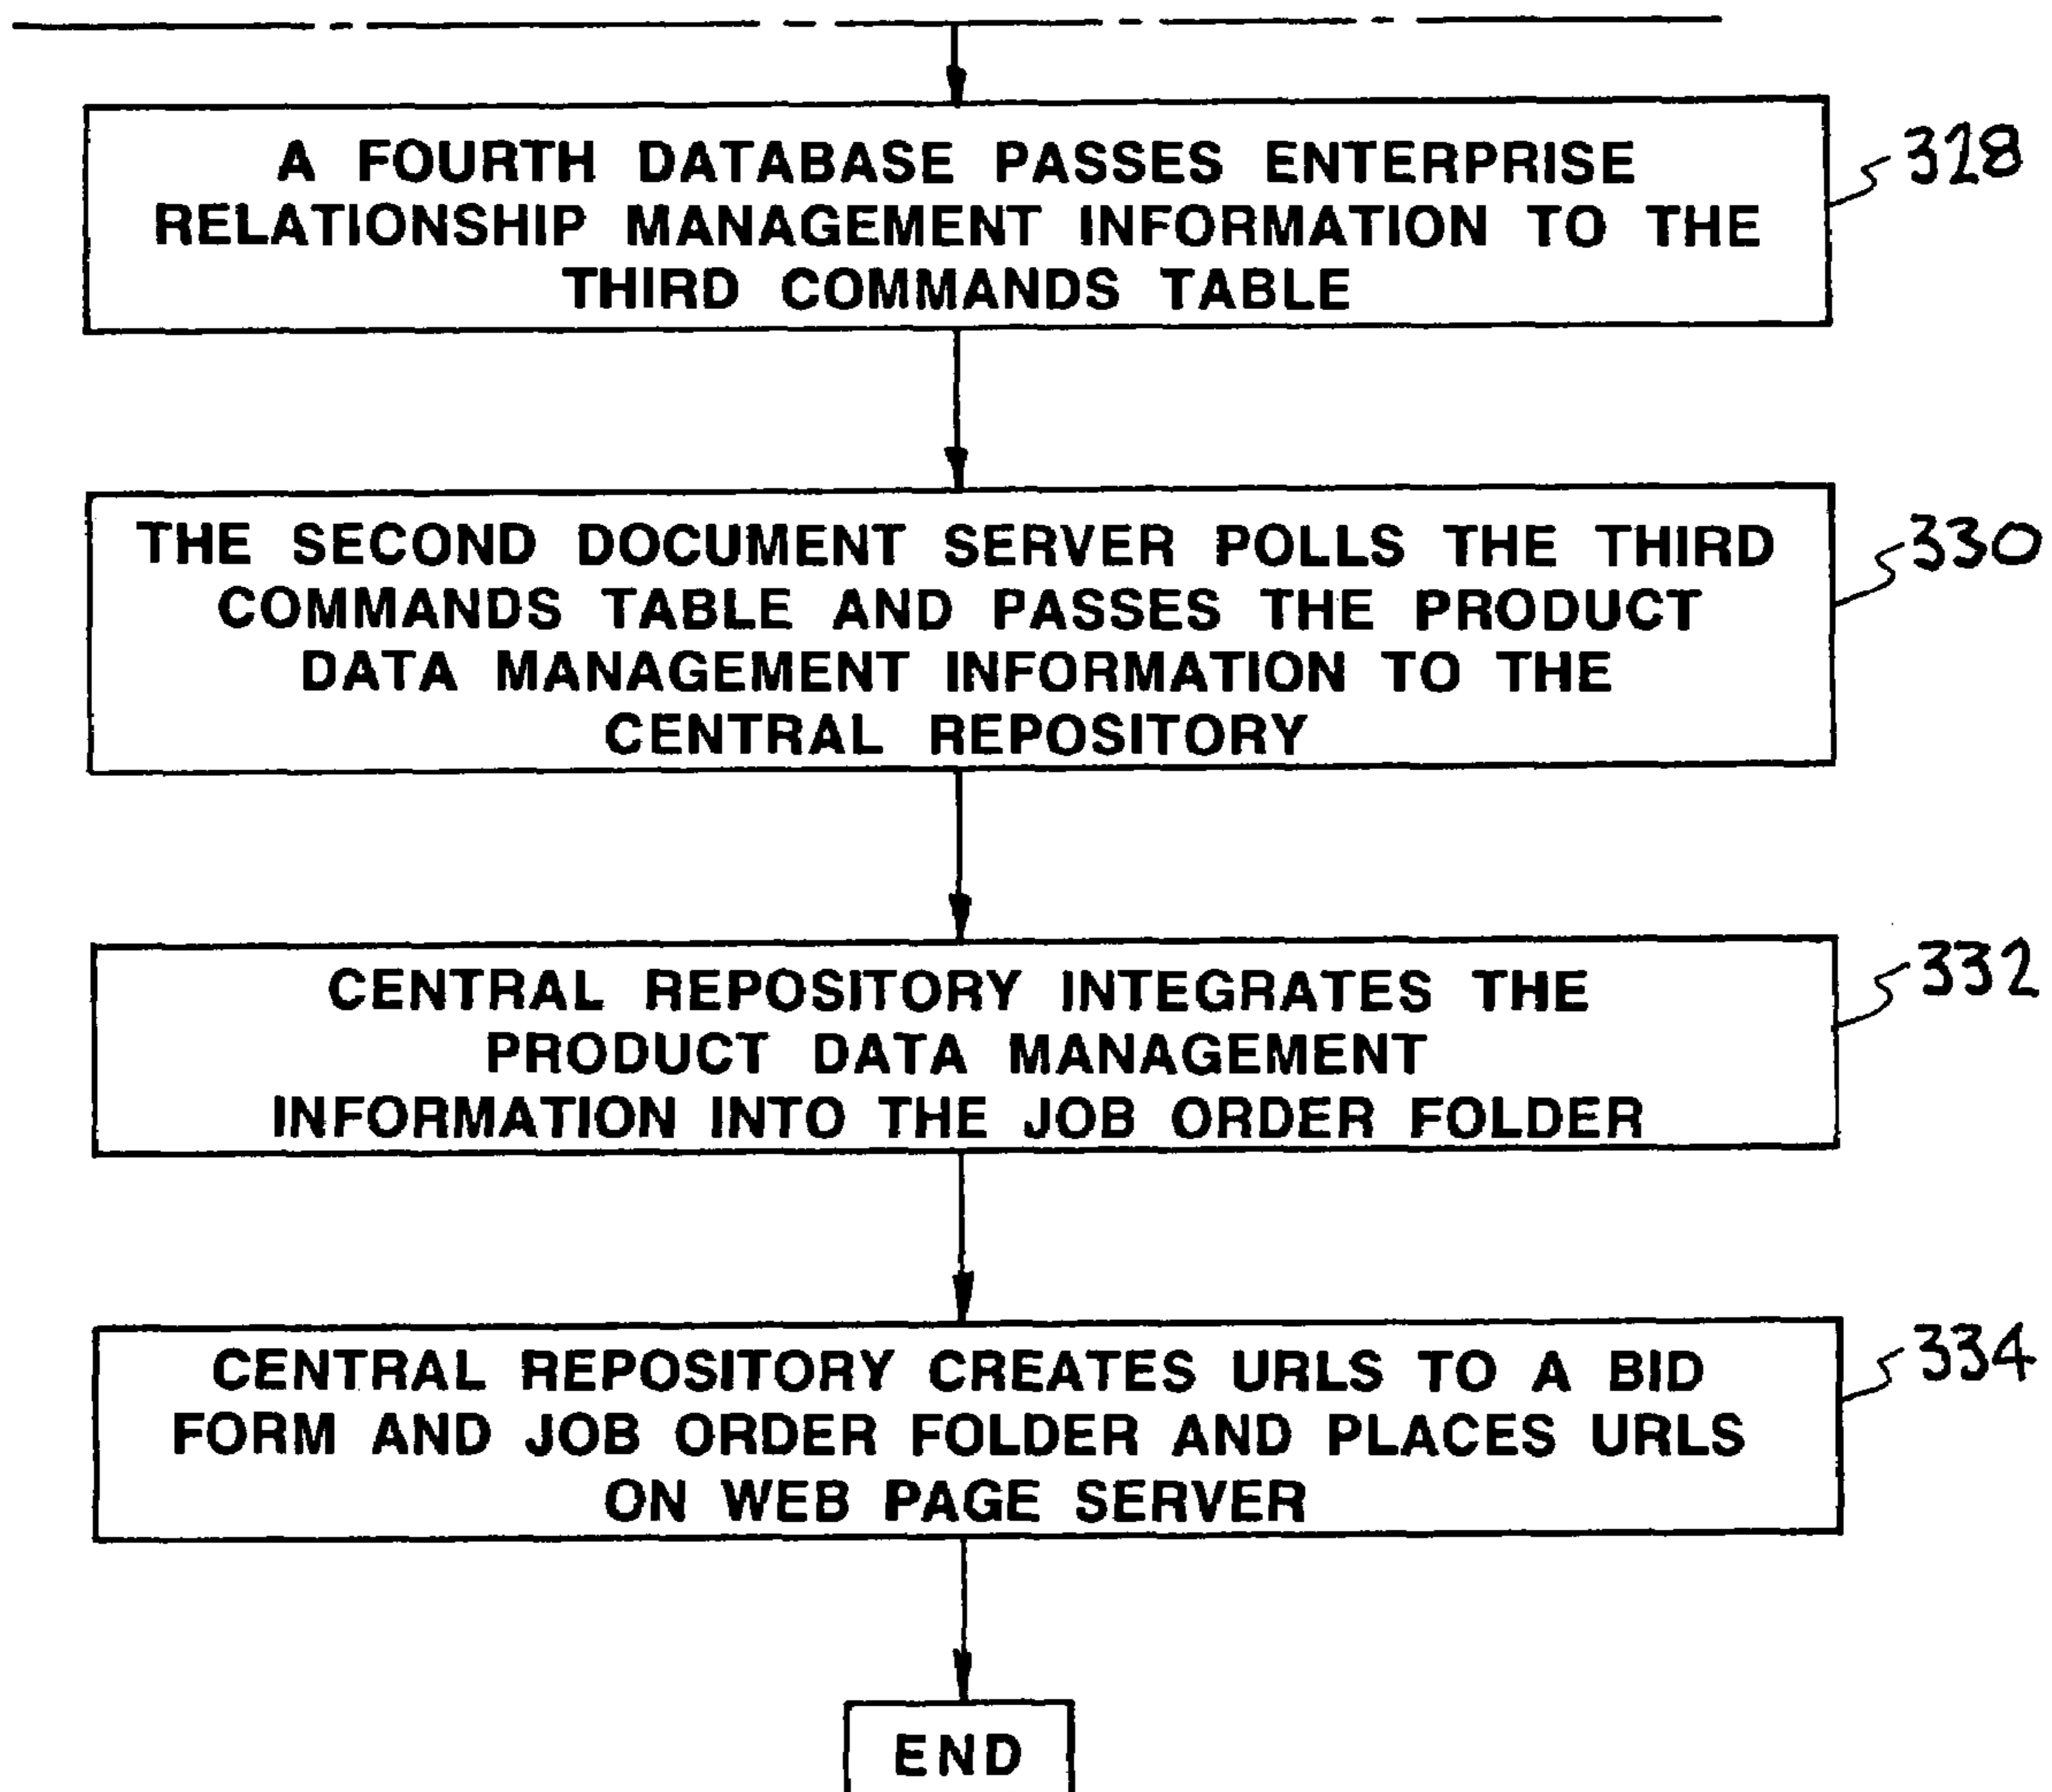 A FOURTH DATABASE PASSES ENTERPRISE
RELATIONSHIP MANAGEMENT INFORMATION TO THE
THIRD COMMANDS TABLE
328
THE SECOND DOCUMENT SERVER POLLS THE THIRD
COMMANDS TABLE AND PASSES THE PRODUCT
DATA MANAGEMENT INFORMATION TO THE
CENTRAL REPOSITORY
330
CENTRAL REPOSITORY INTEGRATES THE
PRODUCT DATA MANAGEMENT
INFORMATION INTO THE JOB ORDER FOLDER
332
CENTRAL REPOSITORY CREATES URLS TO A BID
FORM AND JOB ORDER FOLDER AND PLACES URLS
ON WEB PAGE SERVER
334
END